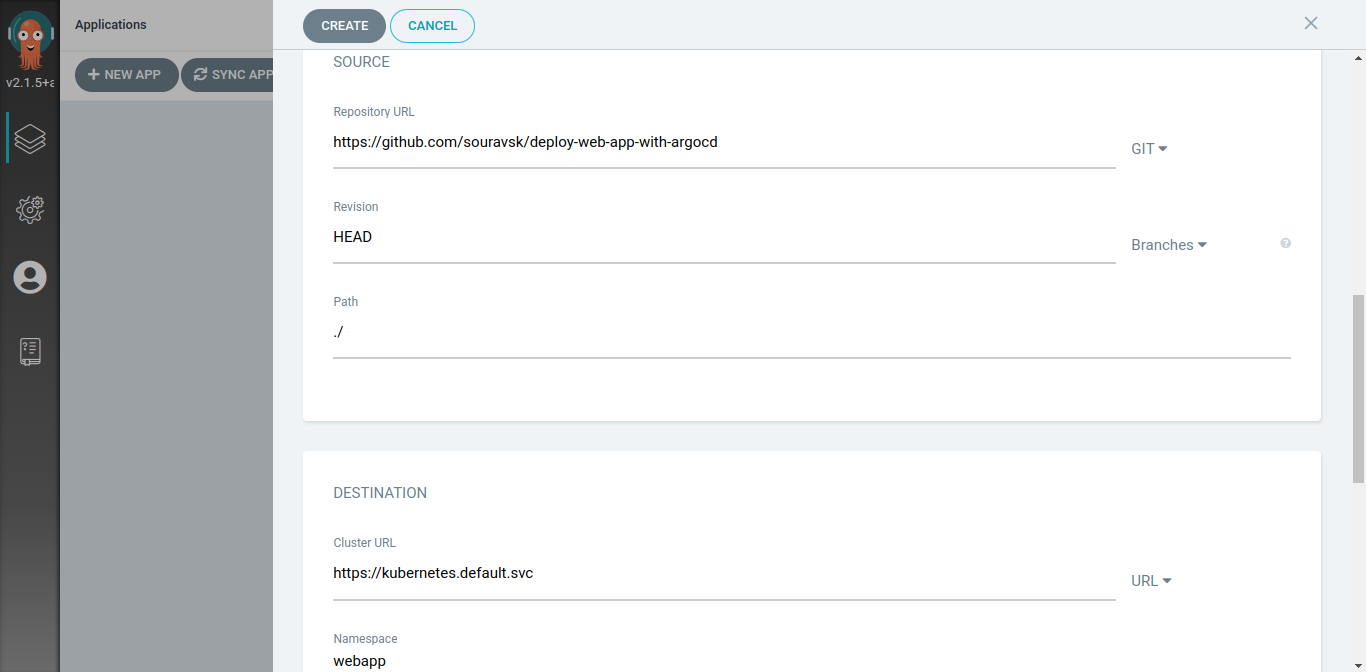 Applications
CREATE
CANCEL
v2.1.5+a
NEW APP
SYNC APP
SOURCE
Repository URL
https://github.com/souravsk/deploy-web-app-with-argocd
GIT
Revision
HEAD
Branches
?
Path
./
DESTINATION
Cluster URL
https://kubernetes.default.svc
URL
Namespace
webapp